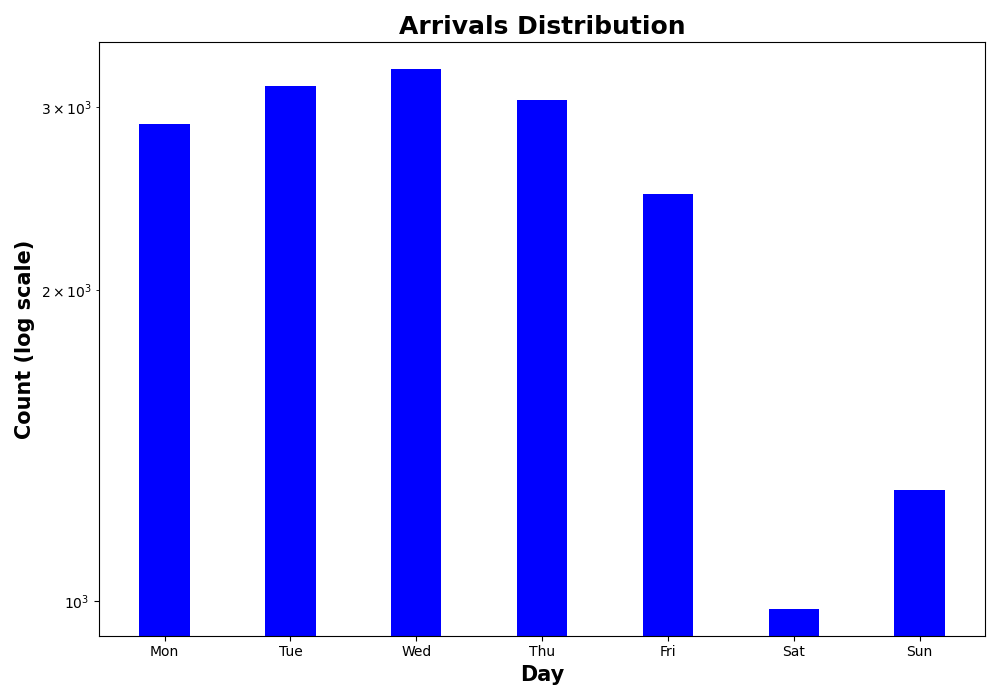 Arrivals Distribution
3 × 10³
2 × 10³
10³
Count (log scale)
Mon Tue Wed Thu Fri Sat Sun
Day